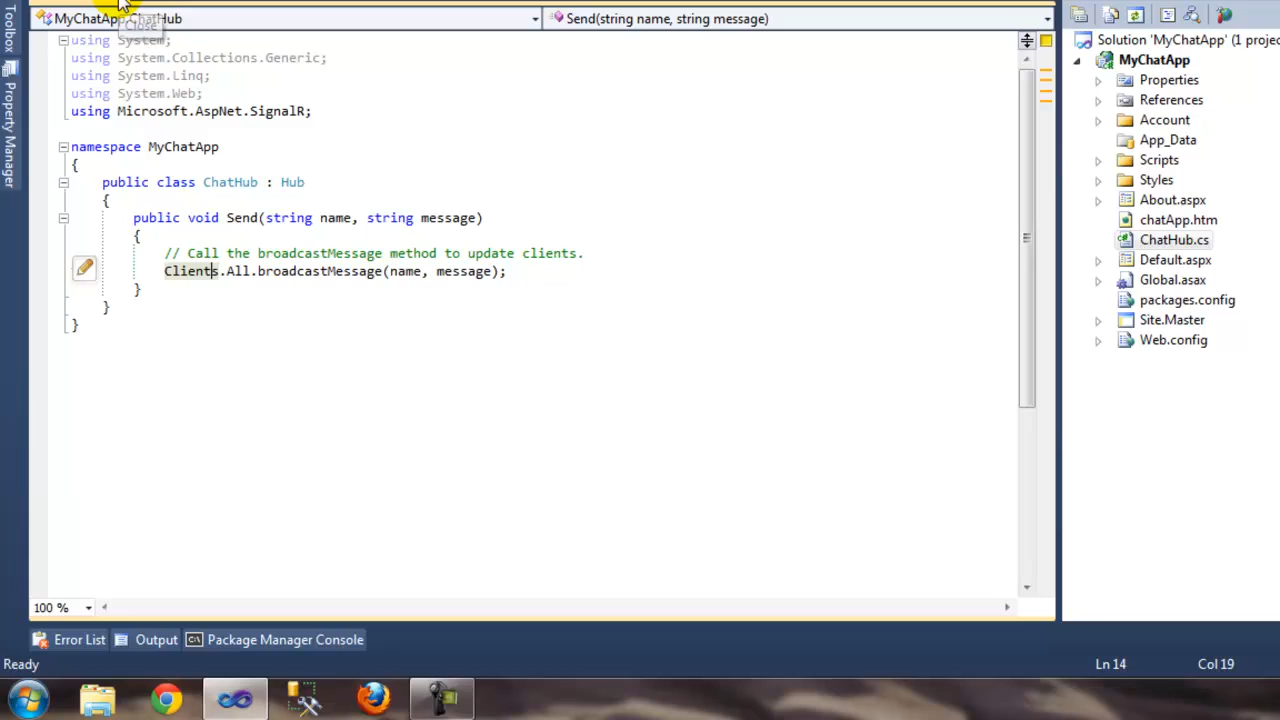 MyChatApp.ChatHub
Send(string name, string message)
Close
Toolbox
Property Manager
using System;
using System.Collections.Generic;
using System.Linq;
using System.Web;
using Microsoft.AspNet.SignalR;
namespace MyChatApp
{
public class ChatHub : Hub
{
public void Send(string name, string message)
{
// Call the broadcastMessage method to update clients.
Clients.All.broadcastMessage(name, message);
}
}
}
Solution 'MyChatApp' (1 projec
MyChatApp
Properties
References
Account
App_Data
Scripts
Styles
About.aspx
chatApp.htm
ChatHub.cs
Default.aspx
Global.asax
packages.config
Site.Master
Web.config
100 %
Error List
Output
Package Manager Console
Ready
Ln 14
Col 19